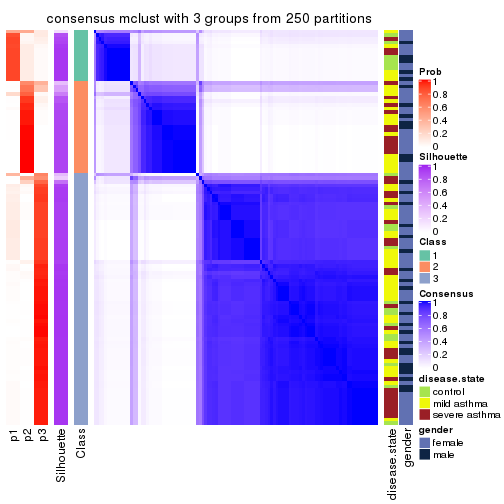 consensus mclust with 3 groups from 250 partitions
Prob
1
0.8
0.6
0.4
0.2
0
Silhouette
1
0.8
0.6
0.4
0.2
0
Class
1
2
3
Consensus
1
0.8
0.6
0.4
0.2
0
disease.state
control
mild asthma
severe asthma
gender
female
male
p1
p2
p3
Silhouette
Class
disease.state
gender